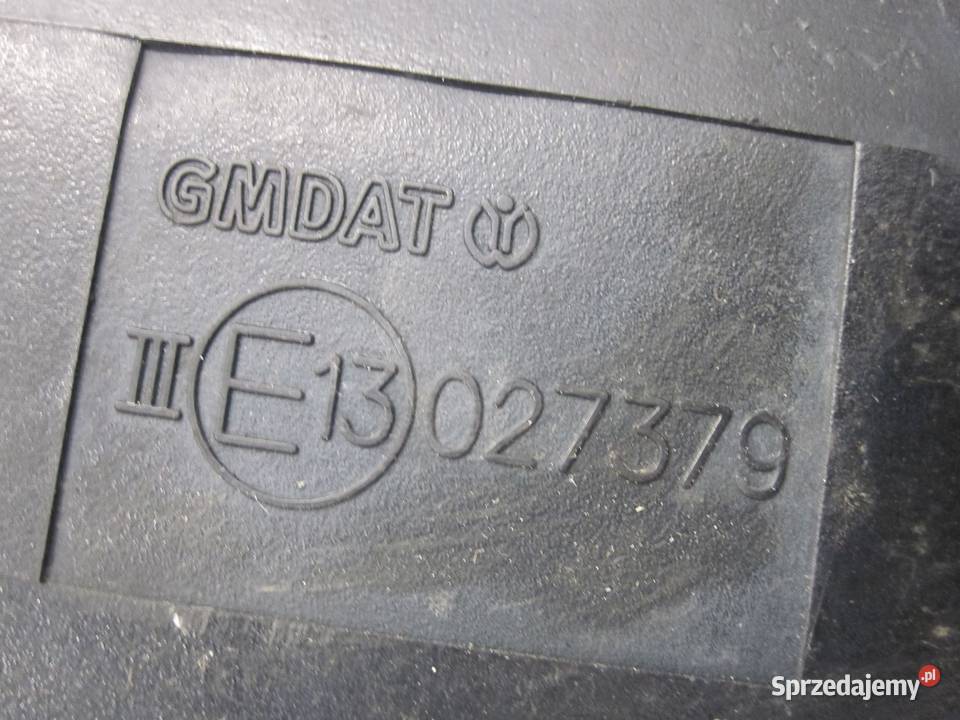 GMDAT
III E13 027379
Sprzedajemy.pl